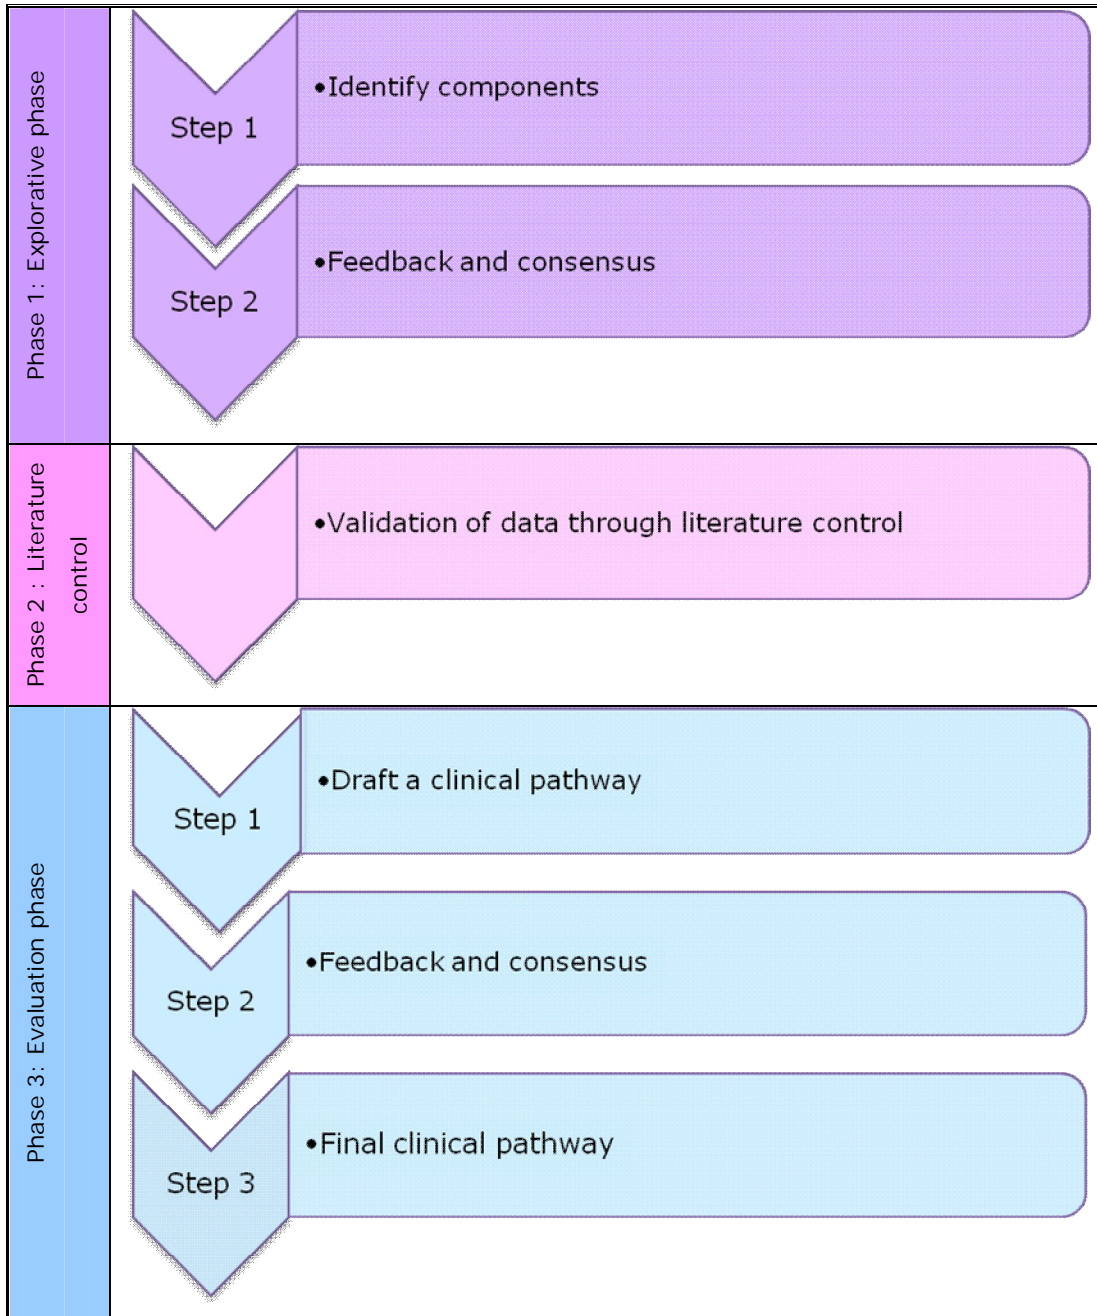 Phase 1: Explorative phase
Step 1
•Identify components
Step 2
•Feedback and consensus
Phase 2 : Literature
control
•Validation of data through literature control
Phase 3: Evaluation phase
Step 1
•Draft a clinical pathway
Step 2
•Feedback and consensus
Step 3
•Final clinical pathway